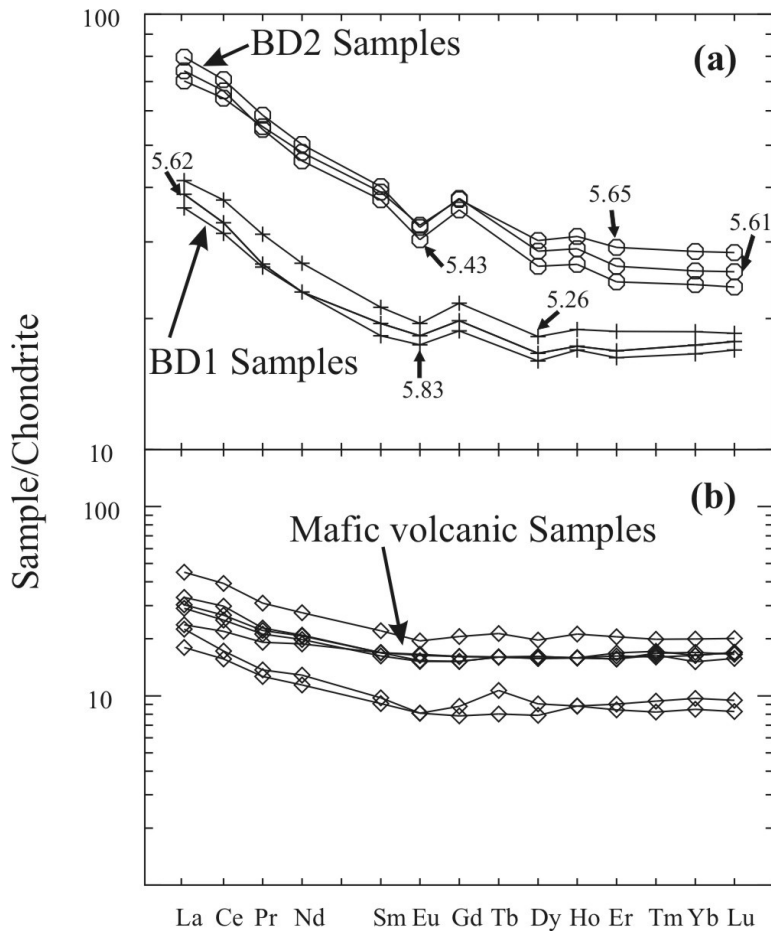 100
BD2 Samples
(a)
5.62
5.65
5.61
5.43
5.26
BD1 Samples
5.83
10
Sample/Chondrite
(b)
100
Mafic volcanic Samples
10
La Ce Pr Nd Sm Eu Gd Tb Dy Ho Er Tm Yb Lu